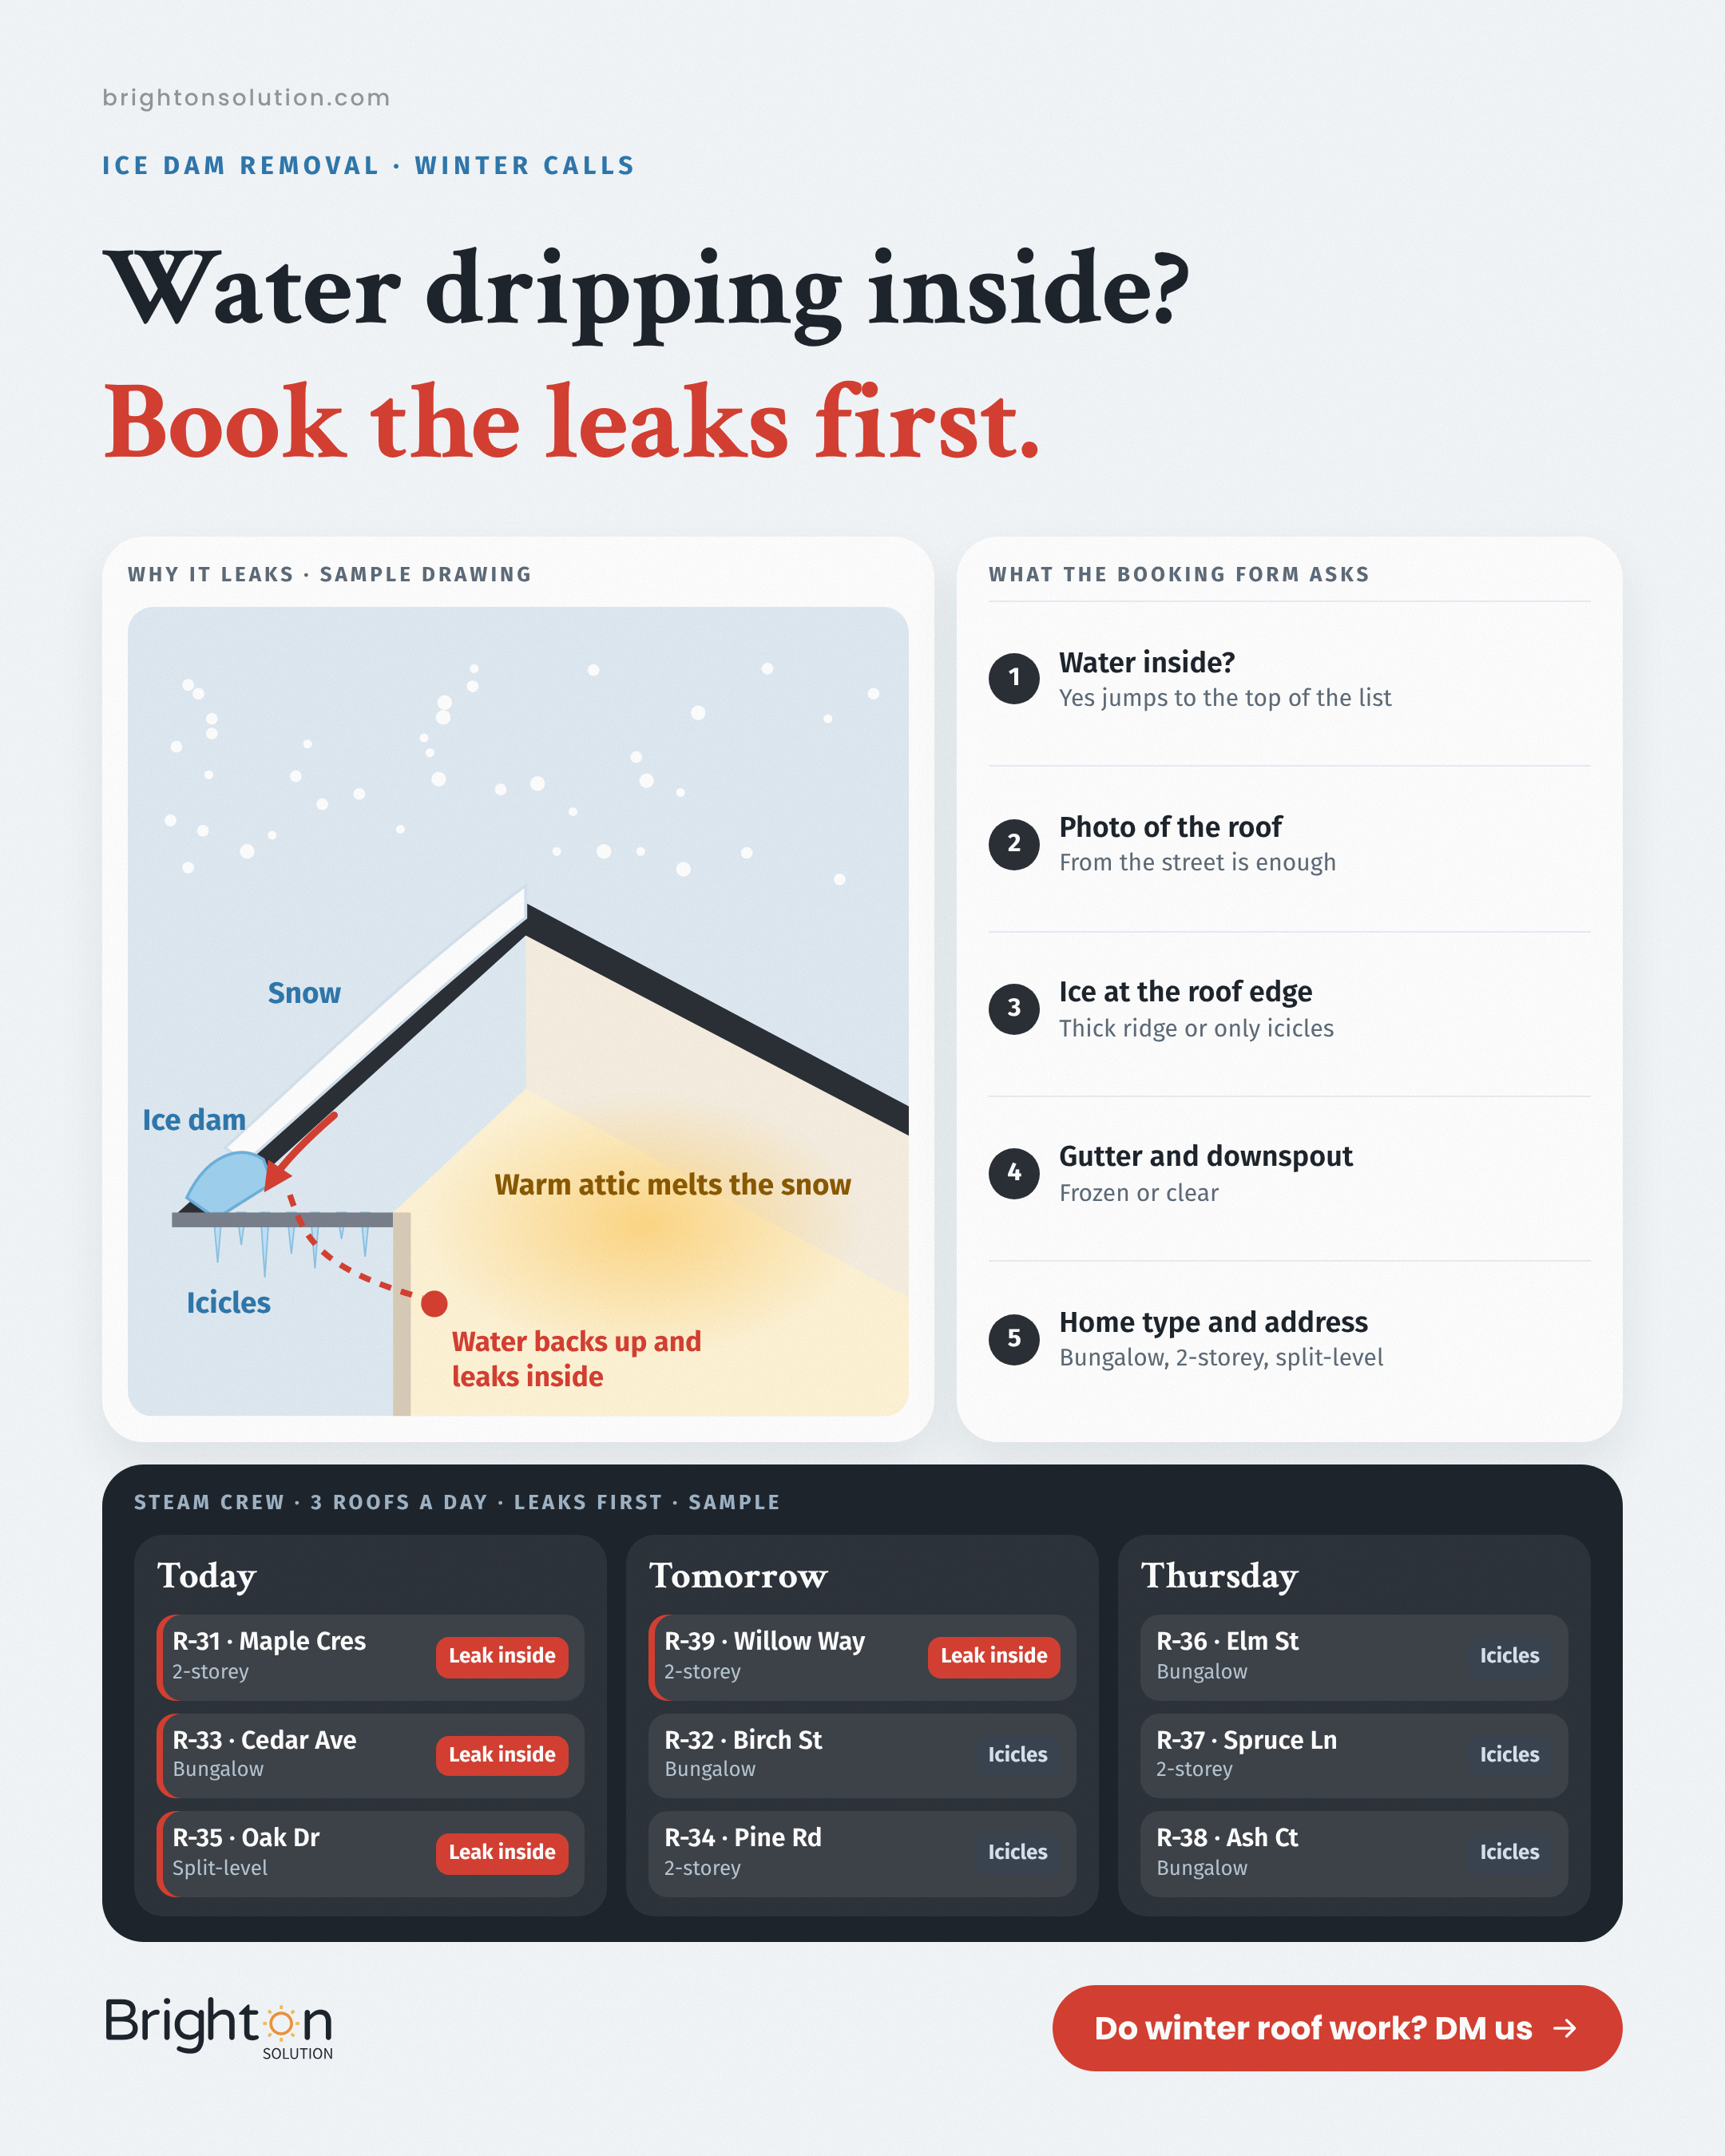 brightonsolution.com
ICE DAM REMOVAL · WINTER CALLS
Water dripping inside?
Book the leaks first.
WHY IT LEAKS · SAMPLE DRAWING
Snow
Ice dam
Warm attic melts the snow
Icicles
Water backs up and
leaks inside
WHAT THE BOOKING FORM ASKS
1
Water inside?
Yes jumps to the top of the list
2
Photo of the roof
From the street is enough
3
Ice at the roof edge
Thick ridge or only icicles
4
Gutter and downspout
Frozen or clear
5
Home type and address
Bungalow, 2-storey, split-level
STEAM CREW · 3 ROOFS A DAY · LEAKS FIRST · SAMPLE
Today
R-31 · Maple Cres
2-storey
Leak inside
R-33 · Cedar Ave
Bungalow
Leak inside
R-35 · Oak Dr
Split-level
Leak inside
Tomorrow
R-39 · Willow Way
2-storey
Leak inside
R-32 · Birch St
Bungalow
Icicles
R-34 · Pine Rd
2-storey
Icicles
Thursday
R-36 · Elm St
Bungalow
Icicles
R-37 · Spruce Ln
2-storey
Icicles
R-38 · Ash Ct
Bungalow
Icicles
Brighton
SOLUTION
Do winter roof work? DM us →